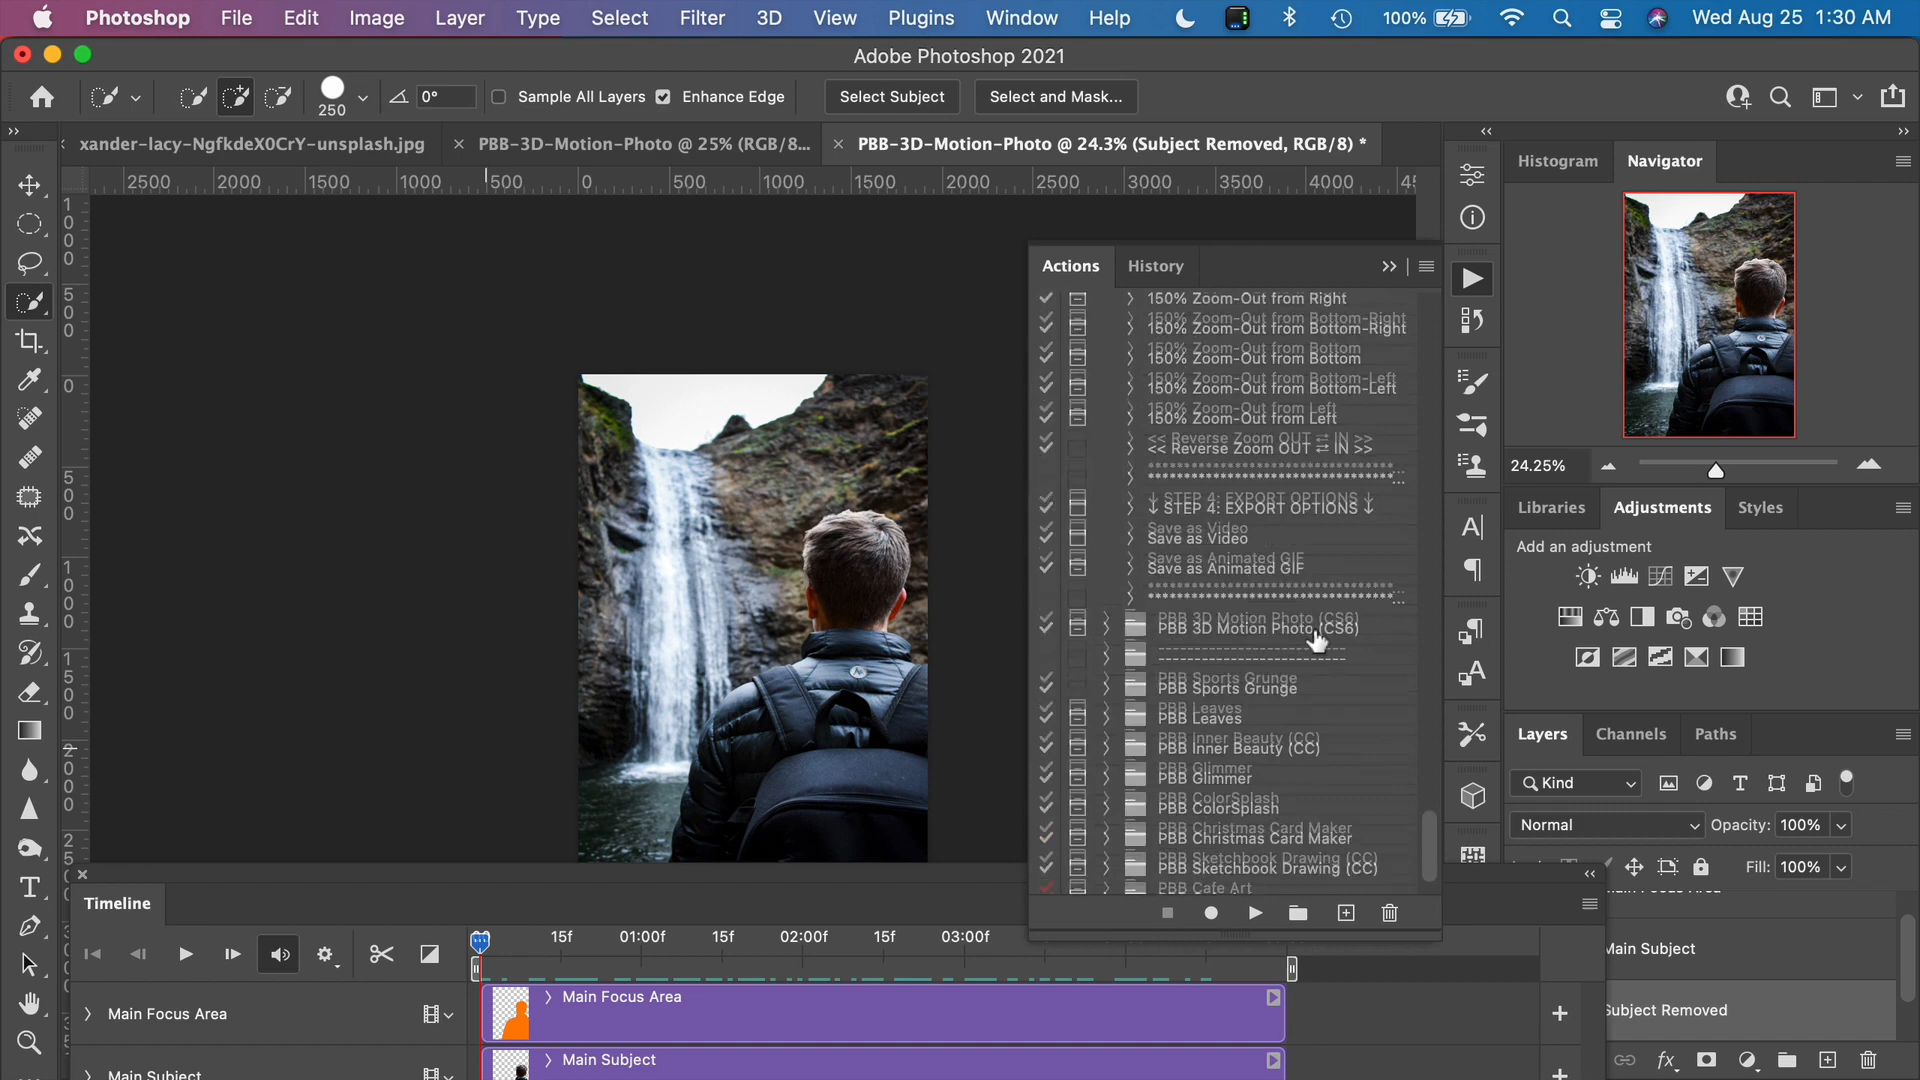 Photoshop File Edit Image Layer Type Select Filter 3D View Plugins Window Help 100% Wed Aug 25 1:30 AM
Adobe Photoshop 2021
250 0° Sample All Layers Enhance Edge Select Subject Select and Mask...
xander-lacy-NgfkdeX0CrY-unsplash.jpg × PBB-3D-Motion-Photo @ 25% (RGB/8... × PBB-3D-Motion-Photo @ 24.3% (Subject Removed, RGB/8) *
2500 2000 1500 1000 500 0 500 1000 1500 2000 2500 3000 3500 4000
Histogram Navigator
Actions History
150% Zoom-Out from Right
150% Zoom-Out from Bottom-Right
150% Zoom-Out from Bottom
150% Zoom-Out from Bottom-Left
150% Zoom-Out from Left
<< Reverse Zoom OUT ⇄ IN >>
↓ STEP 4: EXPORT OPTIONS ↓
Save as Video
Save as Animated GIF
PBB 3D Motion Photo (CS6)
----------------------------
PBB Sports Grunge
PBB Leaves
PBB Inner Beauty (CC)
PBB Glimmer
PBB ColorSplash
PBB Christmas Card Maker
PBB Sketchbook Drawing (CC)
PBB Cafe Art
24.25%
Libraries Adjustments Styles
Add an adjustment
Layers Channels Paths
Kind
Normal Opacity: 100%
Fill: 100%
Main Focus Area
Main Subject
Subject Removed
Timeline
15f 01:00f 15f 02:00f 15f 03:00f
Main Focus Area Main Focus Area
Main Subject Main Subject